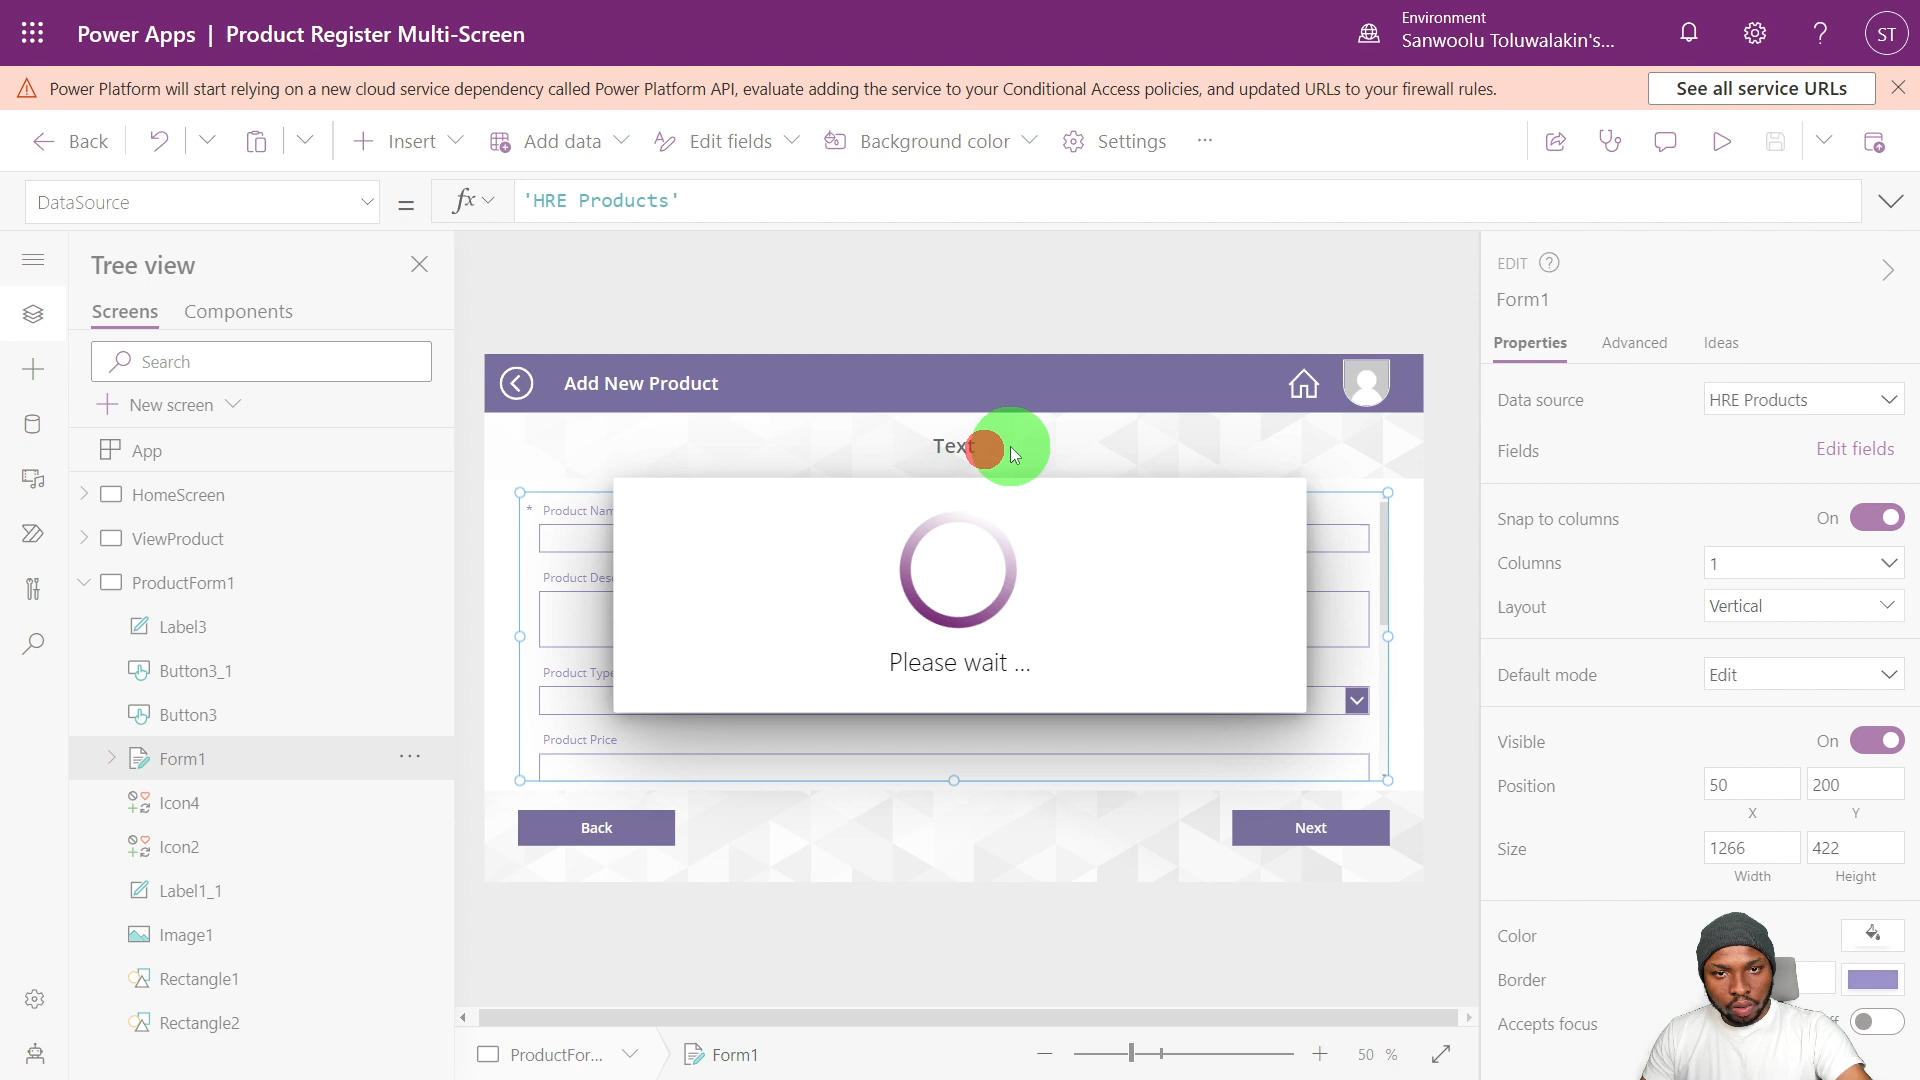 Power Apps | Product Register Multi-Screen
Environment
Sanwoolu Toluwalakin's...
ST
Power Platform will start relying on a new cloud service dependency called Power Platform API, evaluate adding the service to your Conditional Access policies, and updated URLs to your firewall rules.
See all service URLs
Back
Insert
Add data
Edit fields
Background color
Settings
DataSource
=
fx
'HRE Products'
Tree view
Screens
Components
Search
New screen
App
HomeScreen
ViewProduct
ProductForm1
Label3
Button3_1
Button3
Form1
Icon4
Icon2
Label1_1
Image1
Rectangle1
Rectangle2
Add New Product
Text
* Product Nam
Product Des
Product Type
Product Price
Please wait ...
Back
Next
ProductFor...
Form1
50 %
EDIT
Form1
Properties
Advanced
Ideas
Data source
HRE Products
Fields
Edit fields
Snap to columns
On
Columns
1
Layout
Vertical
Default mode
Edit
Visible
On
Position
50
200
X
Y
Size
1266
422
Width
Height
Color
Border
Accepts focus